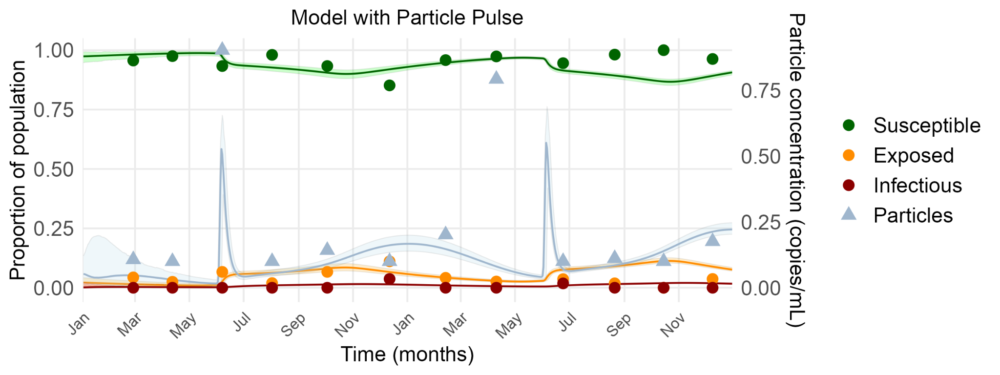 Model with Particle Pulse
Proportion of population
1.00
0.75
0.50
0.25
0.00
0.75
0.50
0.25
0.00
Particle concentration (copies/mL)
Jan
Mar
May
Jul
Sep
Nov
Jan
Mar
May
Jul
Sep
Nov
Time (months)
Susceptible
Exposed
Infectious
Particles